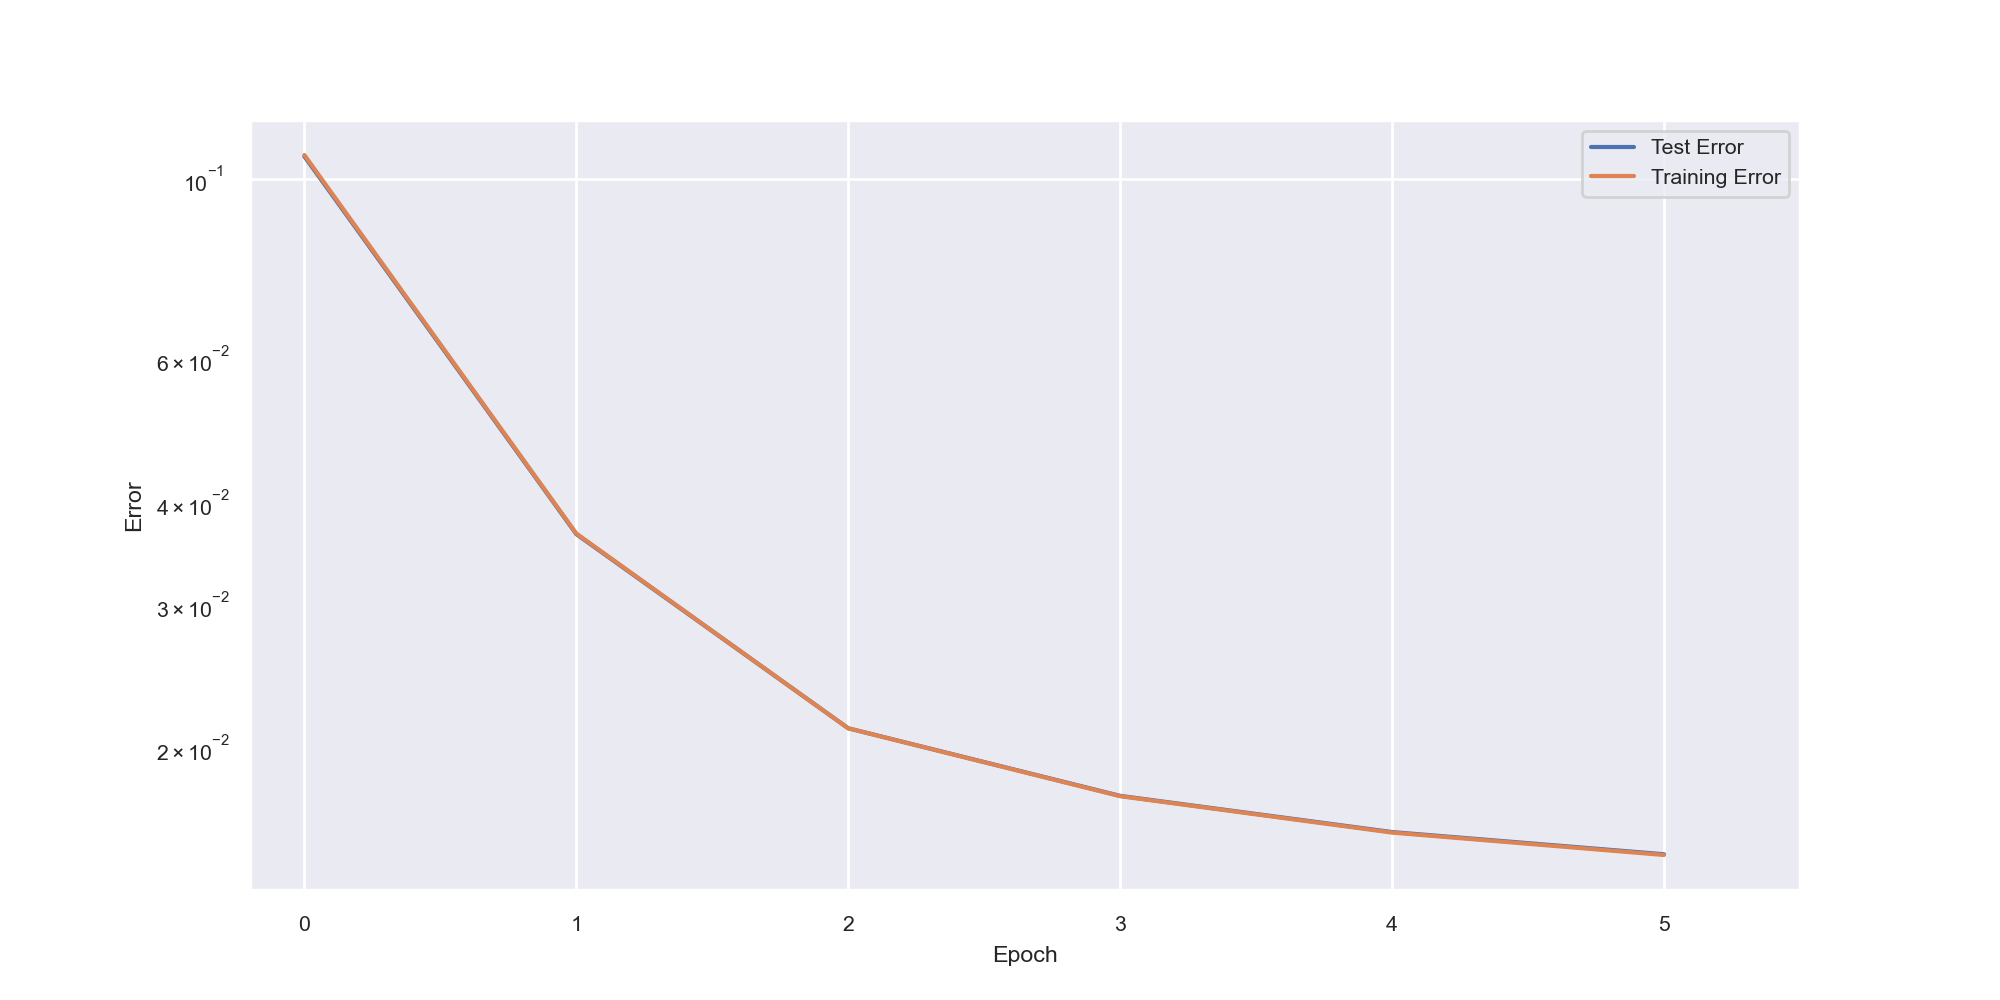 Test Error
Training Error
10⁻¹
6 × 10⁻²
4 × 10⁻²
3 × 10⁻²
2 × 10⁻²
Error
0 1 2 3 4 5
Epoch